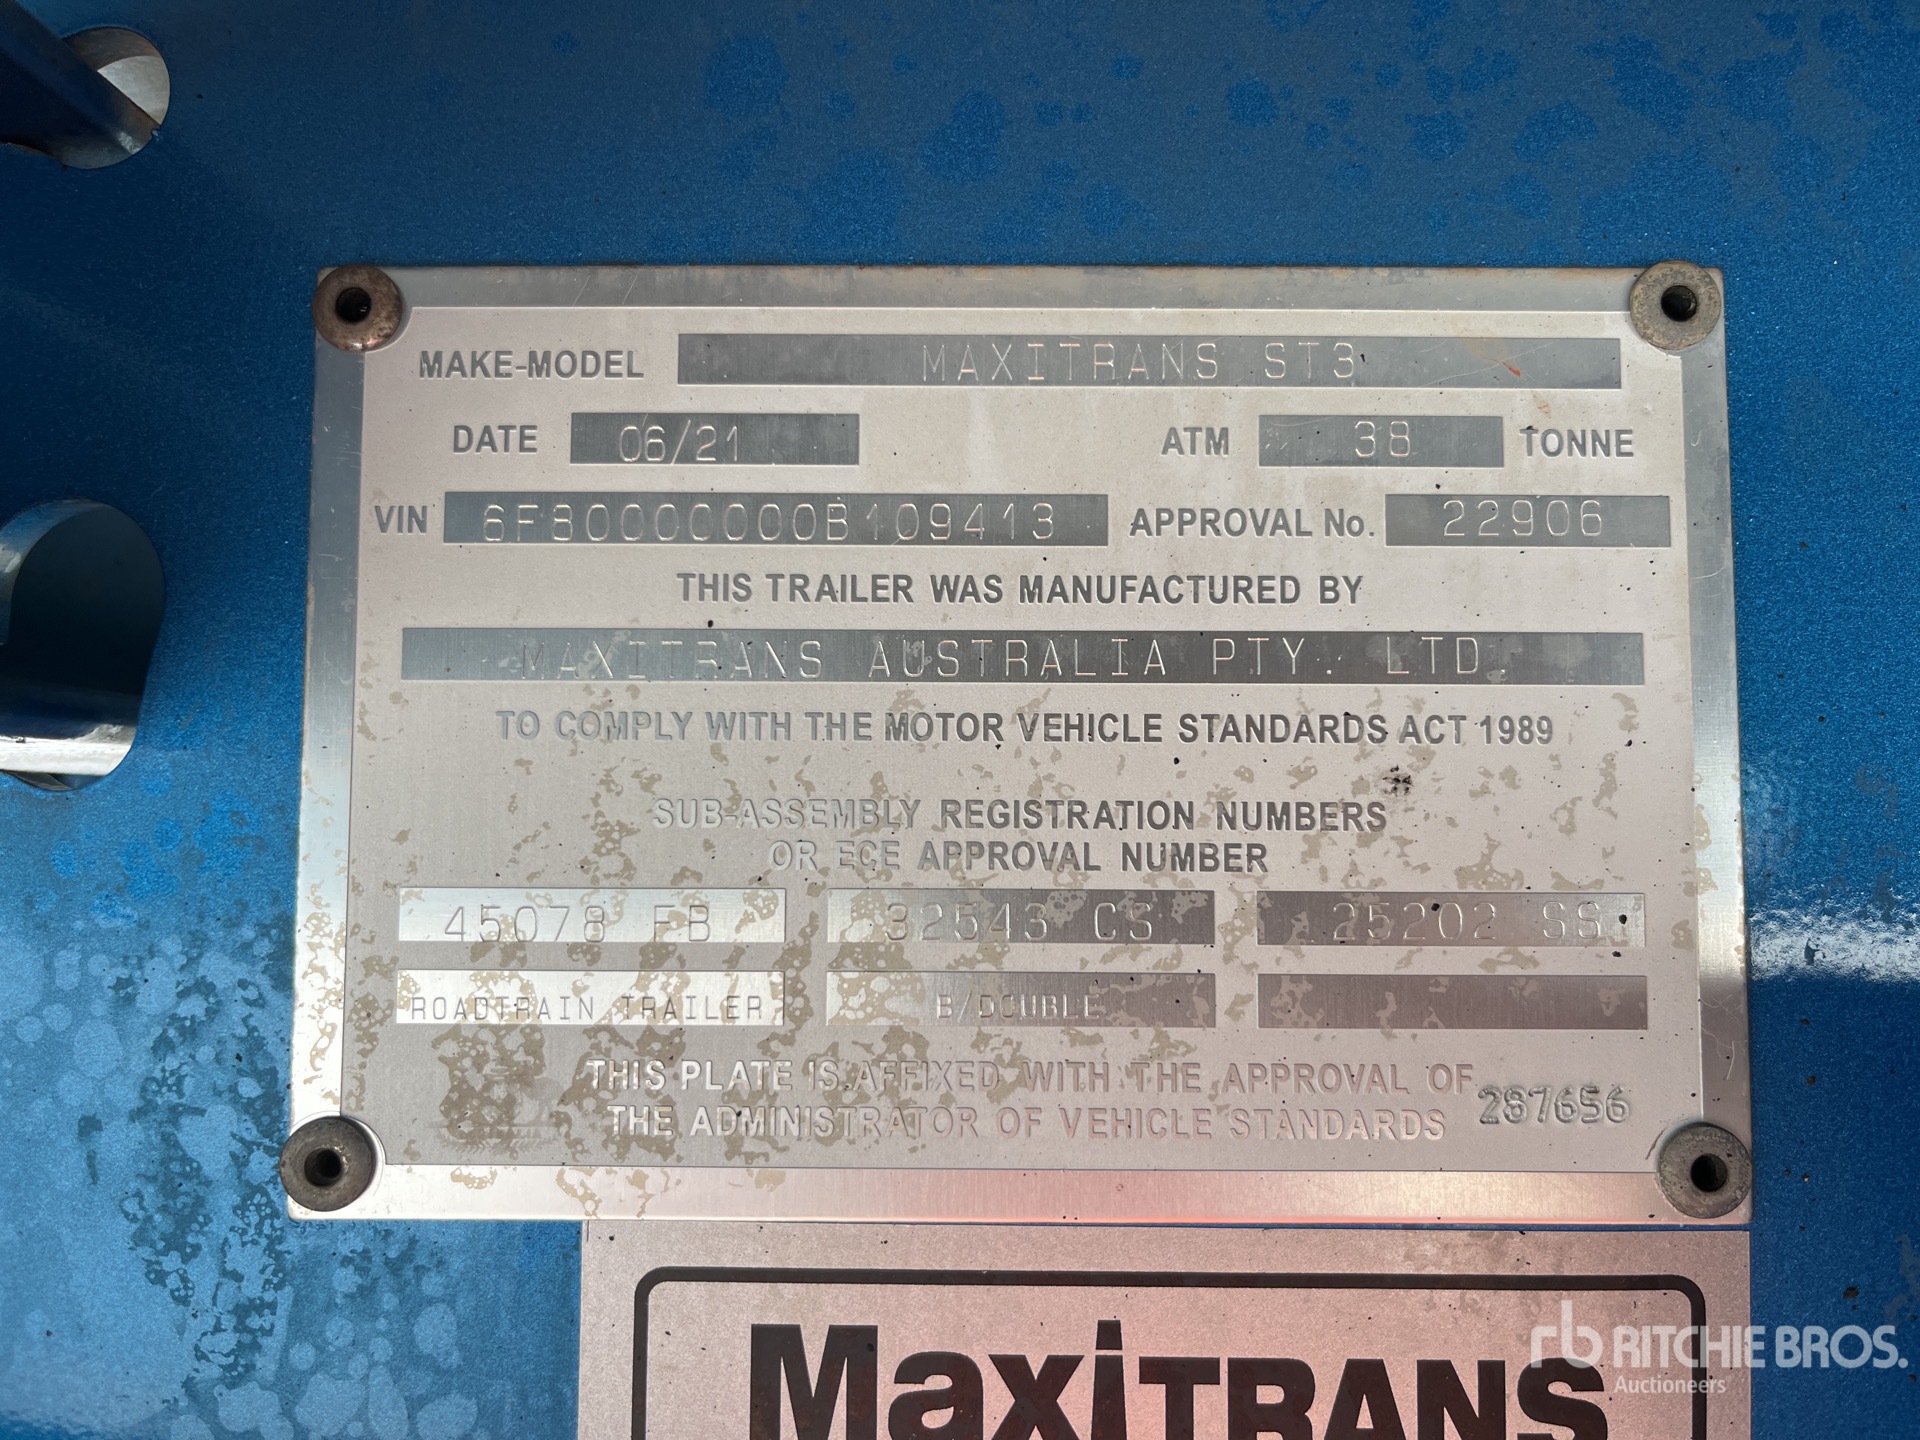 MAKE-MODEL MAXITRANS ST3
DATE 06/21 ATM 38 TONNE
VIN 6F80000000B109413 APPROVAL No. 22906
THIS TRAILER WAS MANUFACTURED BY
MAXITRANS AUSTRALIA PTY. LTD.
TO COMPLY WITH THE MOTOR VEHICLE STANDARDS ACT 1989
SUB-ASSEMBLY REGISTRATION NUMBERS
OR ECE APPROVAL NUMBER
45078 FB 32543 CS 25202 SS
ROADTRAIN TRAILER B/DOUBLE
THIS PLATE IS AFFIXED WITH THE APPROVAL OF
THE ADMINISTRATOR OF VEHICLE STANDARDS 287656
MaxiTRANS
rb RITCHIE BROS.
Auctioneers